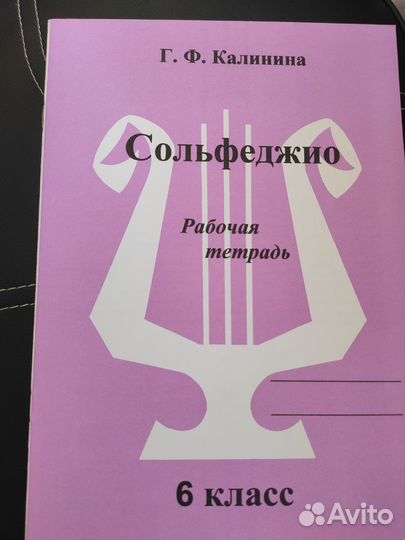 Г. Ф. Калинина
Сольфеджио
Рабочая
тетрадь
6 класс
Avito